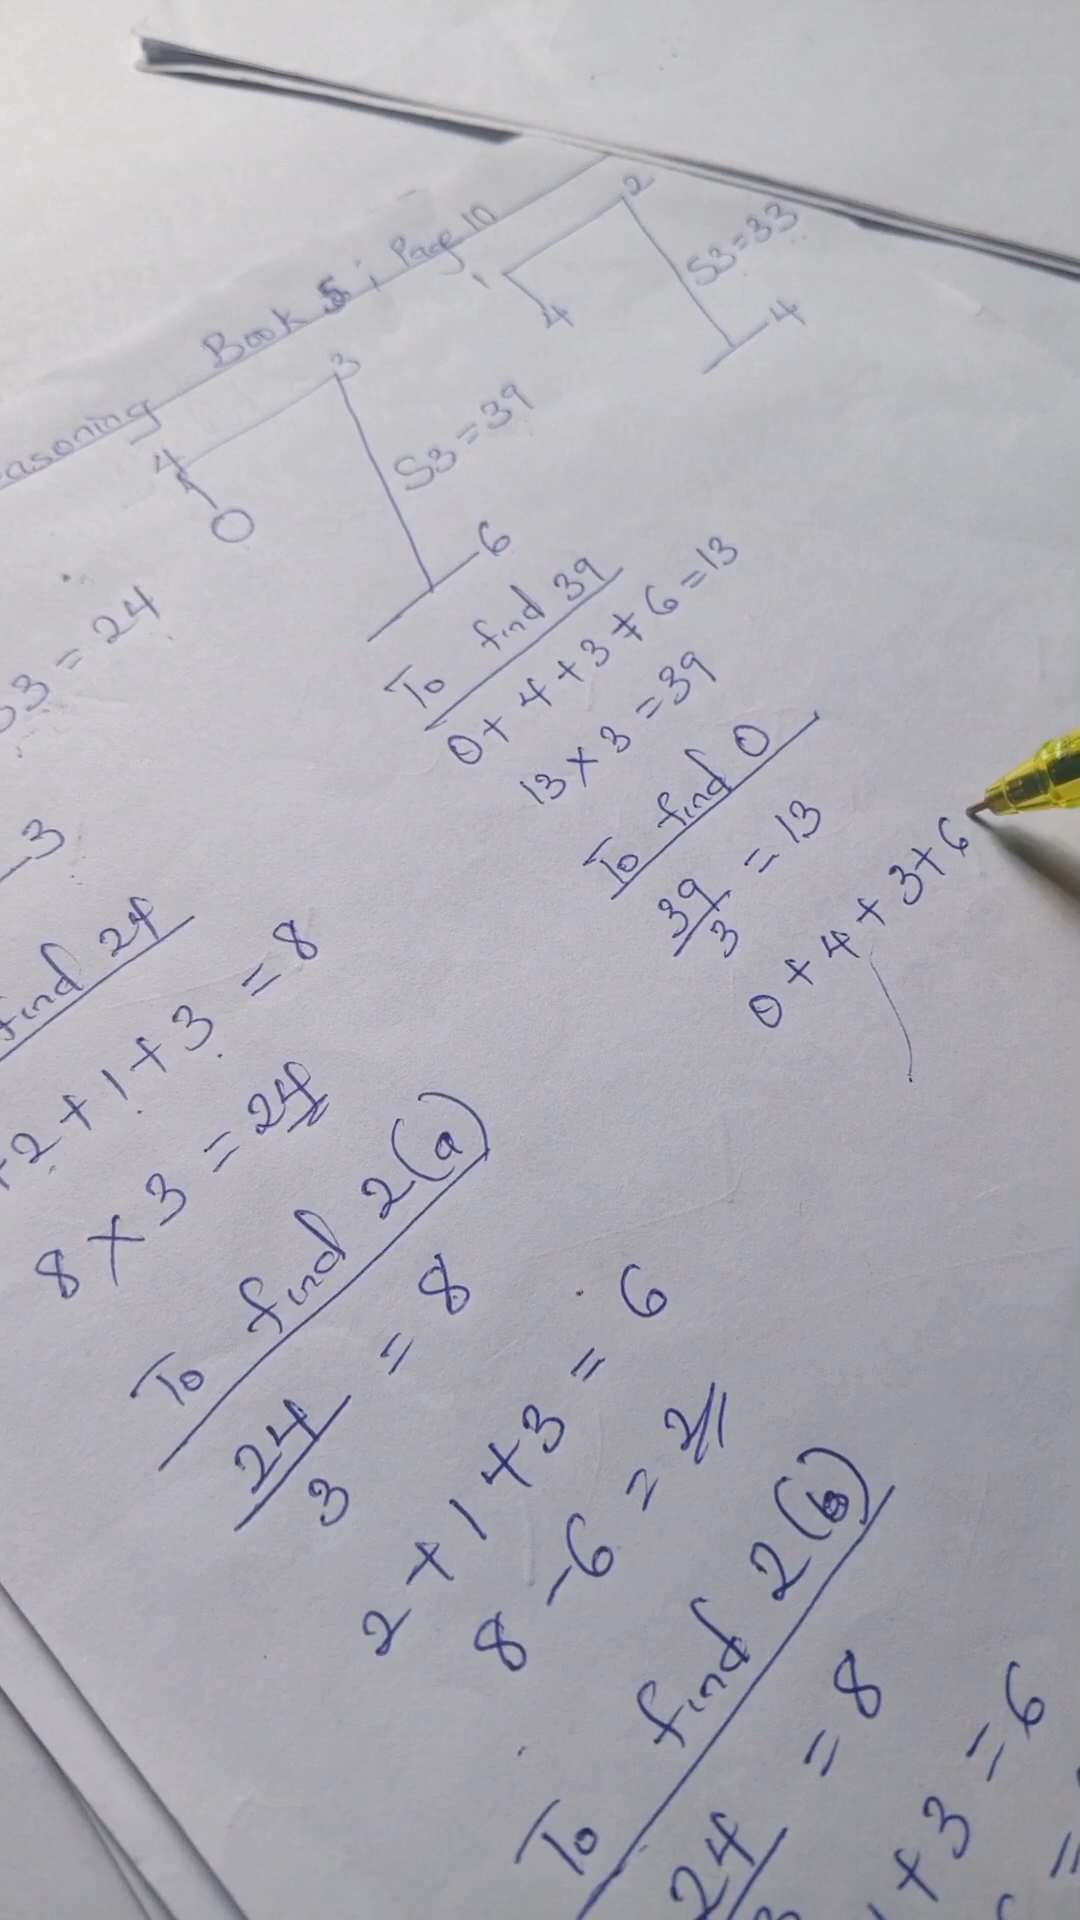 Book 5; Page 10
4 3
0
S3=39
6
1 2
4
S3=33
4
3 = 24
3
find 24
2+1+3 = 8
8 × 3 = 24
To find 2(a)
24/3 = 8
2+1+3 = 6
8 - 6 = 2
To find 2(b)
24 = 8
+3 = 6
To find 39
0+4+3+6=13
13×3=39
To find 0
39/3 = 13
0+4+3+6